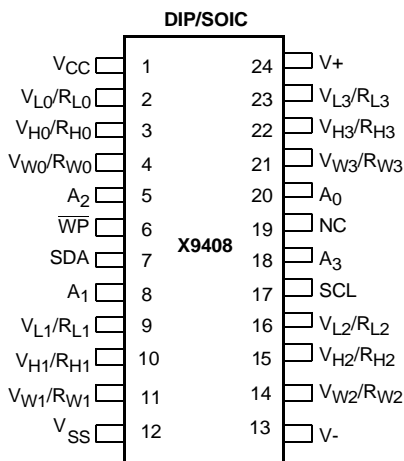 DIP/SOIC
VCC 1 24 V+
VL0/RL0 2 23 VL3/RL3
VH0/RH0 3 22 VH3/RH3
VW0/RW0 4 21 VW3/RW3
A2 5 20 A0
W̅P̅ 6 19 NC
X9408
SDA 7 18 A3
A1 8 17 SCL
VL1/RL1 9 16 VL2/RL2
VH1/RH1 10 15 VH2/RH2
VW1/RW1 11 14 VW2/RW2
VSS 12 13 V-